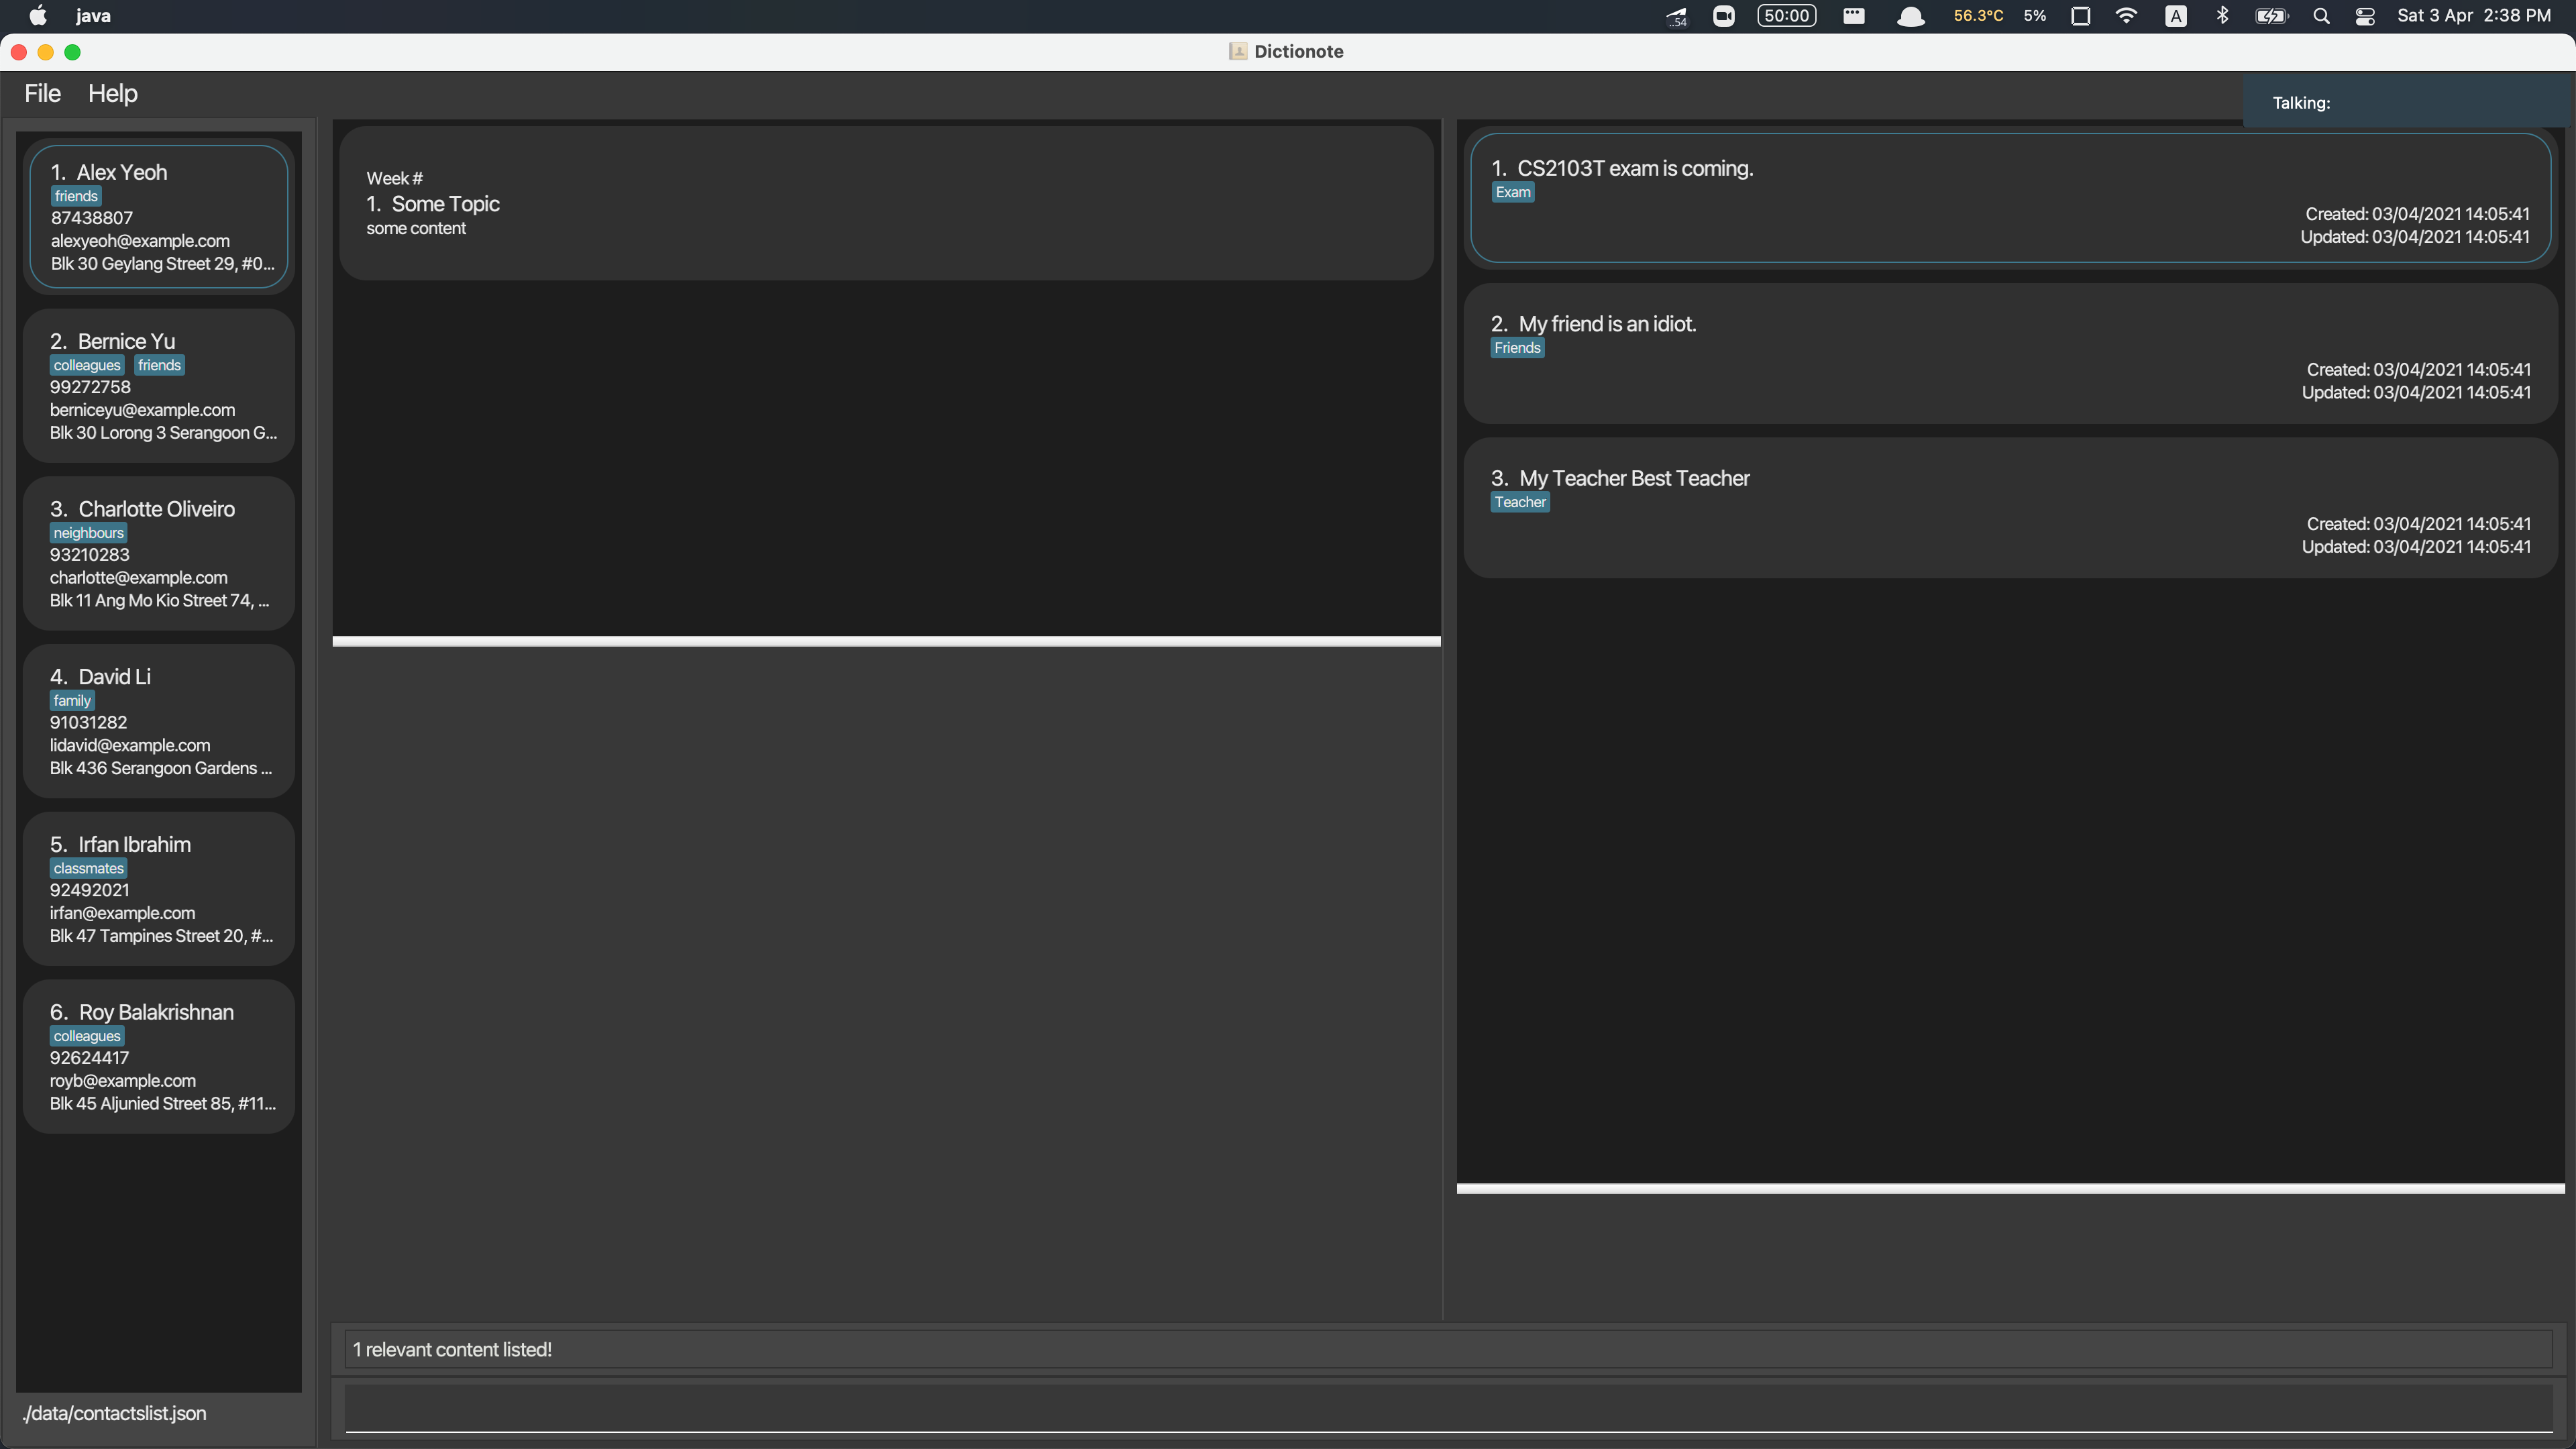 java
..54
50:00
56.3°C
5%
A
Sat 3 Apr 2:38 PM
Dictionote
File Help
Talking:
1. Alex Yeoh
friends
87438807
alexyeoh@example.com
Blk 30 Geylang Street 29, #0...
2. Bernice Yu
colleagues friends
99272758
berniceyu@example.com
Blk 30 Lorong 3 Serangoon G...
3. Charlotte Oliveiro
neighbours
93210283
charlotte@example.com
Blk 11 Ang Mo Kio Street 74, ...
4. David Li
family
91031282
lidavid@example.com
Blk 436 Serangoon Gardens ...
5. Irfan Ibrahim
classmates
92492021
irfan@example.com
Blk 47 Tampines Street 20, #...
6. Roy Balakrishnan
colleagues
92624417
royb@example.com
Blk 45 Aljunied Street 85, #11...
./data/contactslist.json
Week #
1. Some Topic
some content
1. CS2103T exam is coming.
Exam
Created: 03/04/2021 14:05:41
Updated: 03/04/2021 14:05:41
2. My friend is an idiot.
Friends
Created: 03/04/2021 14:05:41
Updated: 03/04/2021 14:05:41
3. My Teacher Best Teacher
Teacher
Created: 03/04/2021 14:05:41
Updated: 03/04/2021 14:05:41
1 relevant content listed!